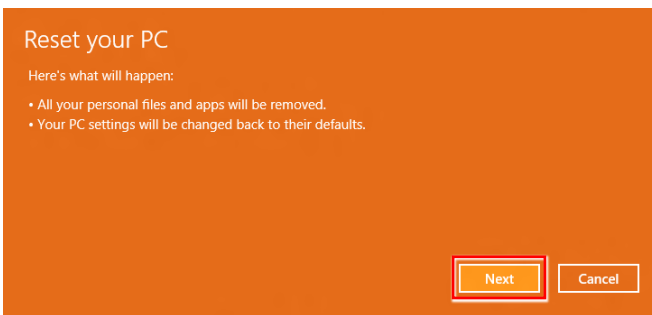 Reset your PC
Here's what will happen:
• All your personal files and apps will be removed.
• Your PC settings will be changed back to their defaults.
Next Cancel